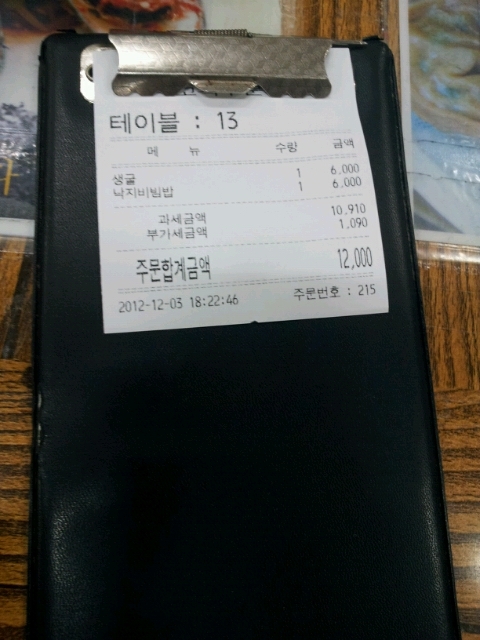 테이블 : 13
메 뉴 수량 금액
생굴 1 6,000
낙지비빔밥 1 6,000
과세금액 10,910
부가세금액 1,090
주문합계금액 12,000
2012-12-03 18:22:46 주문번호 : 215